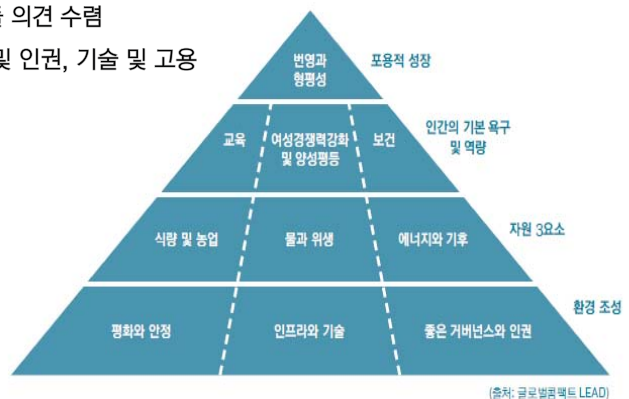 의견 수렴
및 인권, 기술 및 고용
번영과
형평성
포용적 성장
교육
여성경쟁력강화
및 양성평등
보건
인간의 기본 욕구
및 역량
식량 및 농업
물과 위생
에너지와 기후
자원 3요소
평화와 안정
인프라와 기술
좋은 거버넌스와 인권
환경 조성
(출처: 글로벌콤팩트 LEAD)